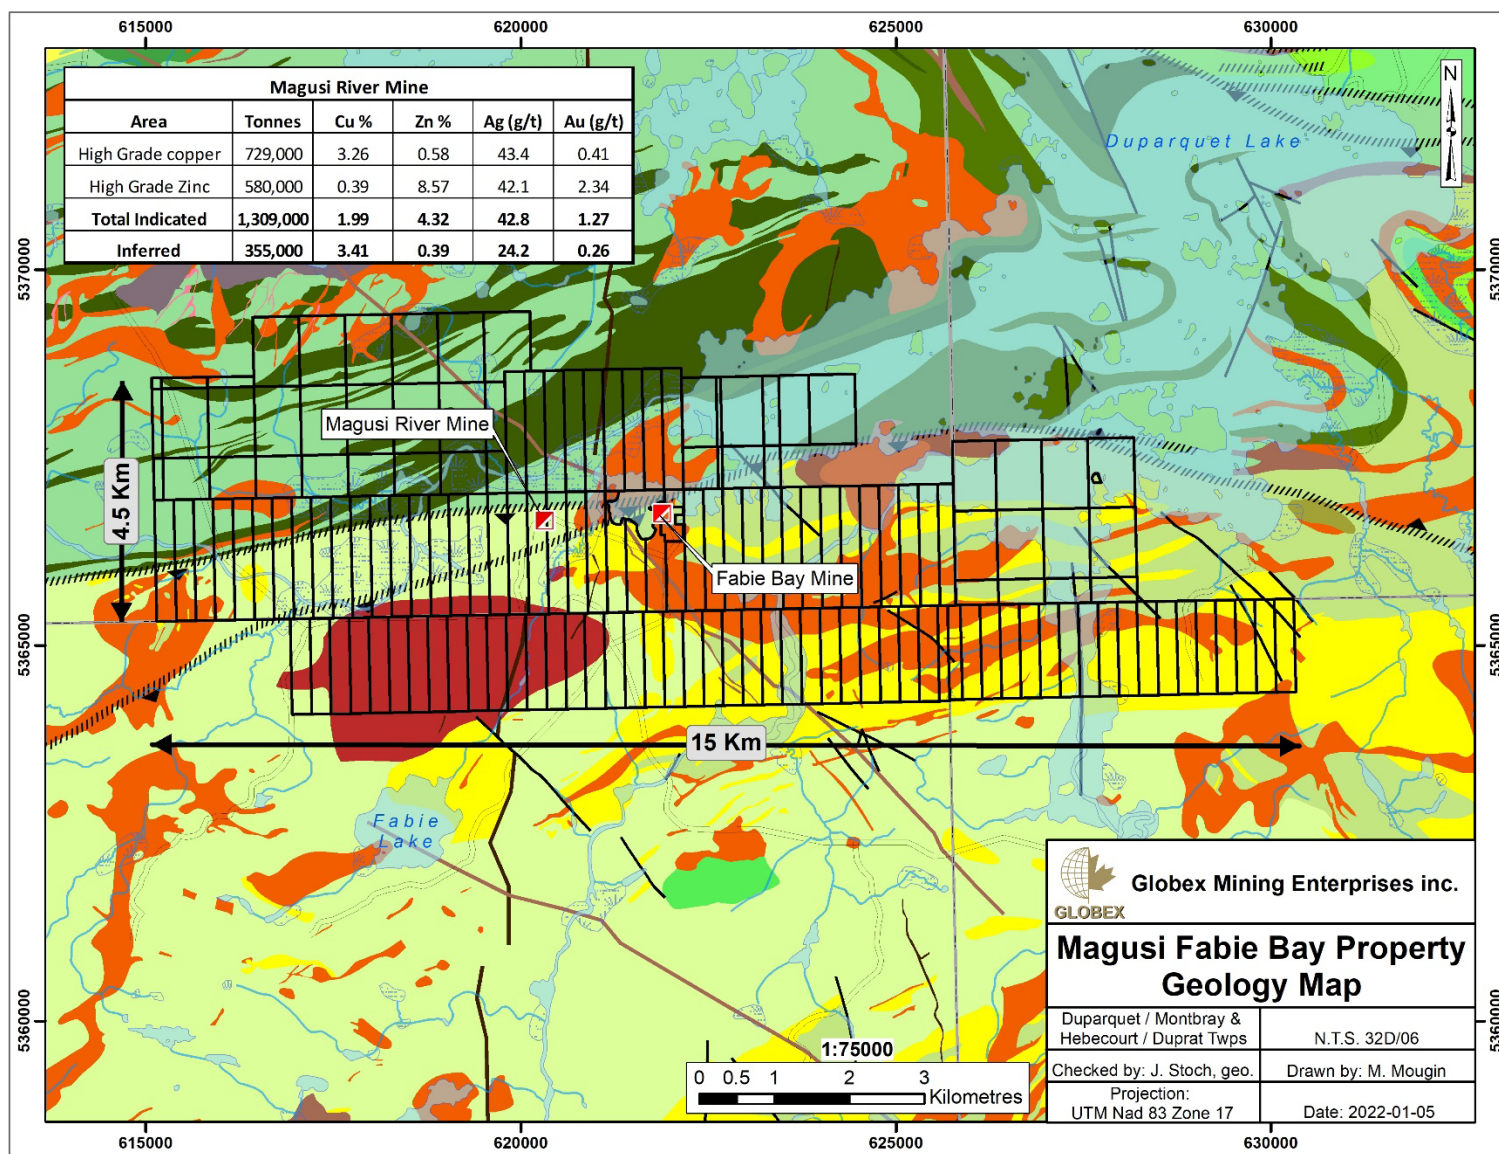 615000 620000 625000 630000
Magusi River Mine
Area Tonnes Cu % Zn % Ag (g/t) Au (g/t)
High Grade copper 729,000 3.26 0.58 43.4 0.41
High Grade Zinc 580,000 0.39 8.57 42.1 2.34
Total Indicated 1,309,000 1.99 4.32 42.8 1.27
Inferred 355,000 3.41 0.39 24.2 0.26
N
Duparquet Lake
5370000 5370000
Magusi River Mine
4.5 Km
Fabie Bay Mine
5365000 5365000
15 Km
Fabie
Lake
GLOBEX
Globex Mining Enterprises inc.
Magusi Fabie Bay Property
Geology Map
5360000 5360000
Duparquet / Montbray &
Hebecourt / Duprat Twps
N.T.S. 32D/06
Checked by: J. Stoch, geo.
Drawn by: M. Mougin
Projection:
UTM Nad 83 Zone 17
Date: 2022-01-05
1:75000
0 0.5 1 2 3
Kilometres
615000 620000 625000 630000